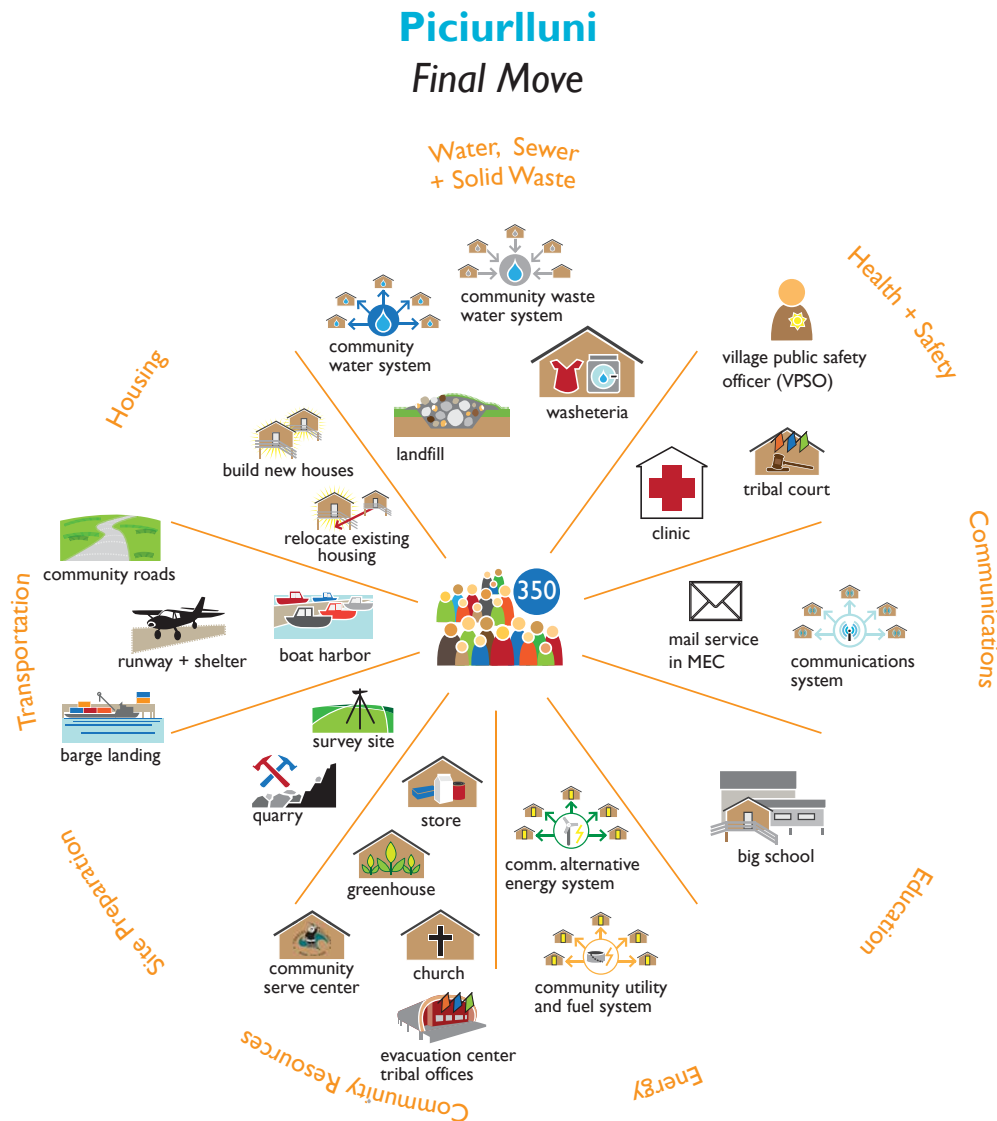 Piciurlluni
Final Move
Water, Sewer
+ Solid Waste
community waste
water system
community
water system
washeteria
landfill
Health + Safety
village public safety
officer (VPSO)
tribal court
clinic
Communications
mail service
in MEC
communications
system
Education
big school
Energy
comm. alternative
energy system
community utility
and fuel system
Community Resources
store
greenhouse
community
serve center
church
evacuation center
tribal offices
Site Preparation
survey site
quarry
Transportation
community roads
runway + shelter
boat harbor
barge landing
Housing
build new houses
relocate existing
housing
350